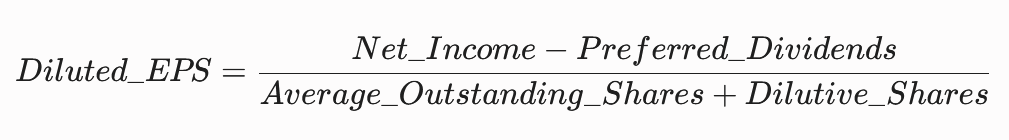 Diluted_EPS = Net_Income − Preferred_Dividends
Average_Outstanding_Shares + Dilutive_Shares